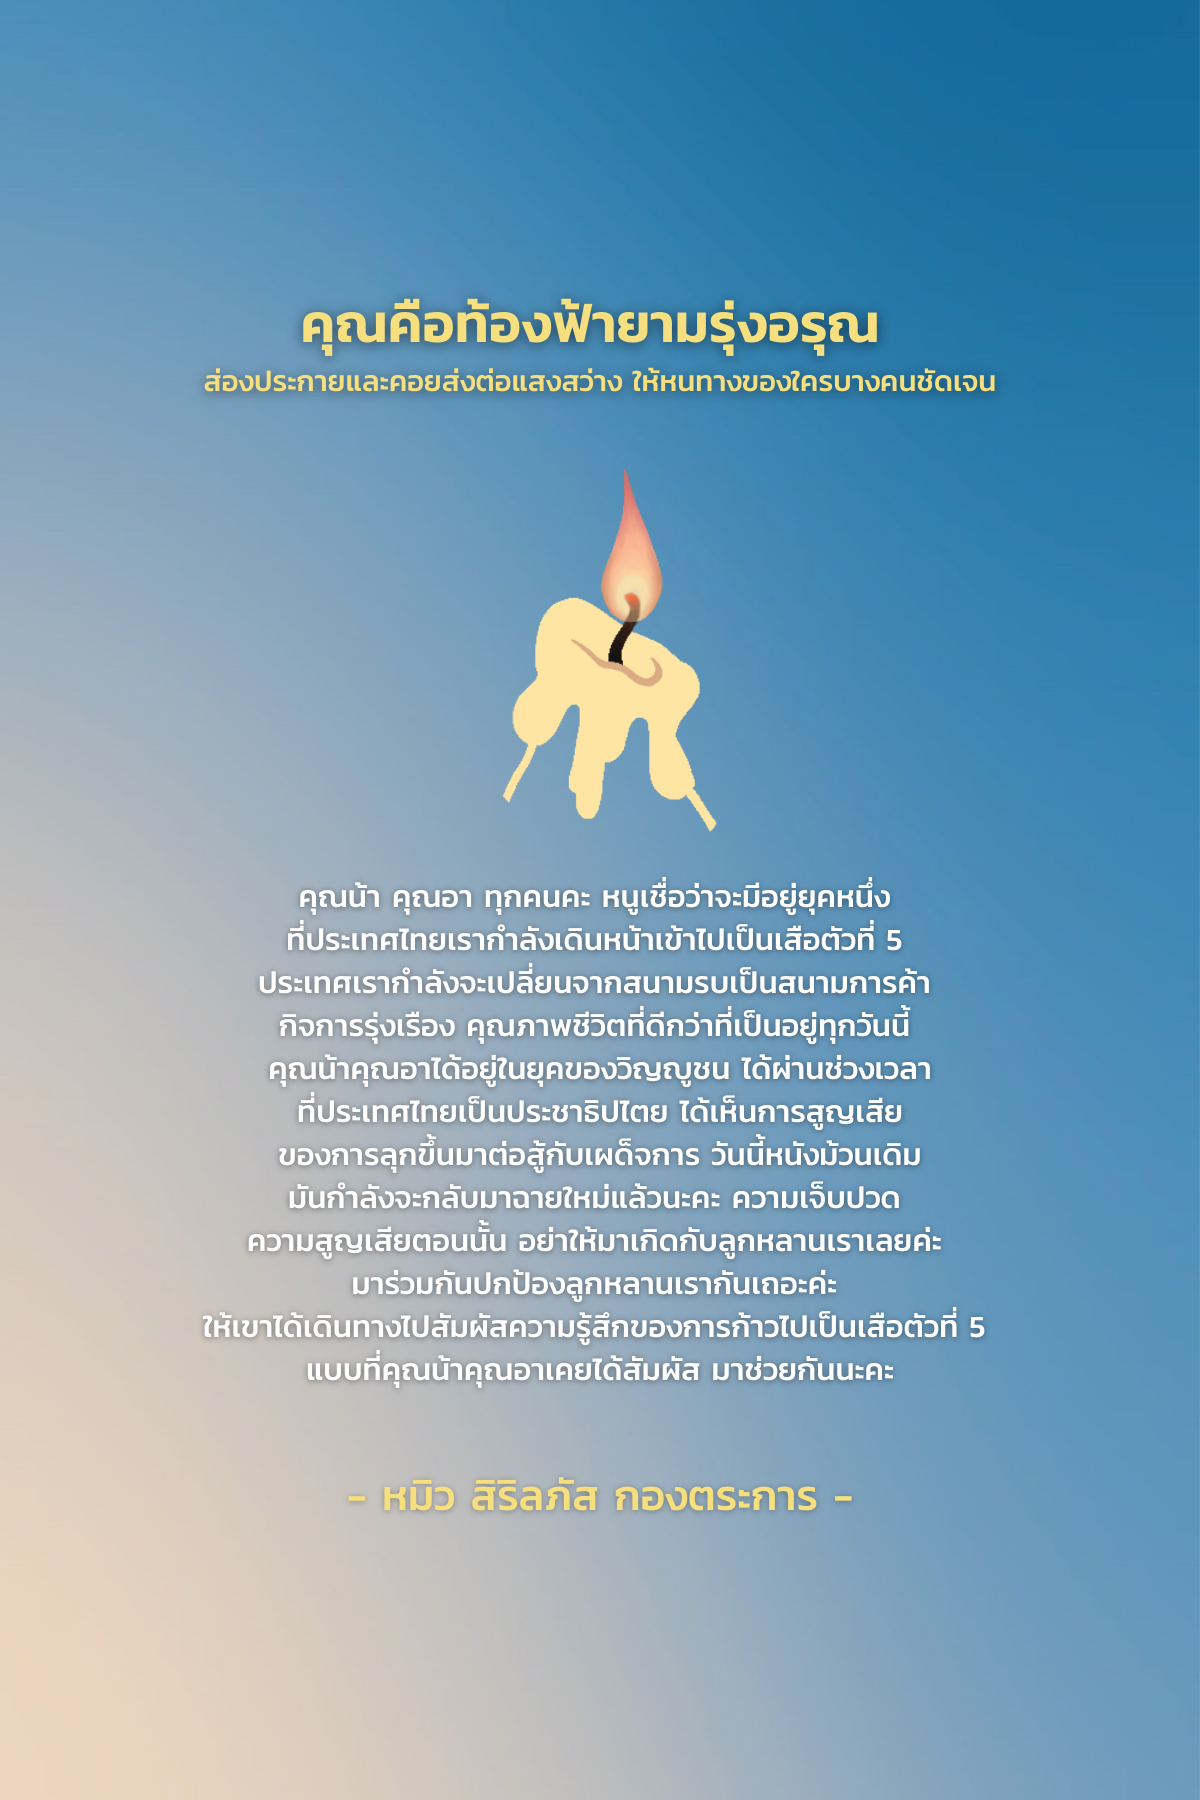 คุณคือท้องฟ้ายามรุ่งอรุณ
ส่องประกายและคอยส่งต่อแสงสว่าง ให้หนทางของใครบางคนชัดเจน
คุณน้า คุณอา ทุกคนคะ หนูเชื่อว่าจะมีอยู่ยุคหนึ่ง
ที่ประเทศไทยเรากำลังเดินหน้าเข้าไปเป็นเสือตัวที่ 5
ประเทศเรากำลังจะเปลี่ยนจากสนามรบเป็นสนามการค้า
กิจการรุ่งเรือง คุณภาพชีวิตที่ดีกว่าที่เป็นอยู่ทุกวันนี้
คุณน้าคุณอาได้อยู่ในยุคของวิญญูชน ได้ผ่านช่วงเวลา
ที่ประเทศไทยเป็นประชาธิปไตย ได้เห็นการสูญเสีย
ของการลุกขึ้นมาต่อสู้กับเผด็จการ วันนี้หนังม้วนเดิม
มันกำลังจะกลับมาฉายใหม่แล้วนะคะ ความเจ็บปวด
ความสูญเสียตอนนั้น อย่าให้มาเกิดกับลูกหลานเราเลยค่ะ
มาร่วมกันปกป้องลูกหลานเรากันเถอะค่ะ
ให้เขาได้เดินทางไปสัมผัสความรู้สึกของการก้าวไปเป็นเสือตัวที่ 5
แบบที่คุณน้าคุณอาเคยได้สัมผัส มาช่วยกันนะคะ
– หมิว สิริลภัส กองตระการ –